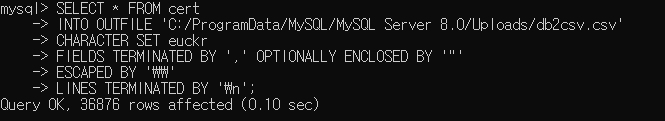 mysql> SELECT * FROM cert
    -> INTO OUTFILE 'C:/ProgramData/MySQL/MySQL Server 8.0/Uploads/db2csv.csv'
    -> CHARACTER SET euckr
    -> FIELDS TERMINATED BY ',' OPTIONALLY ENCLOSED BY '"'
    -> ESCAPED BY '₩₩'
    -> LINES TERMINATED BY '₩n';
Query OK, 36876 rows affected (0.10 sec)